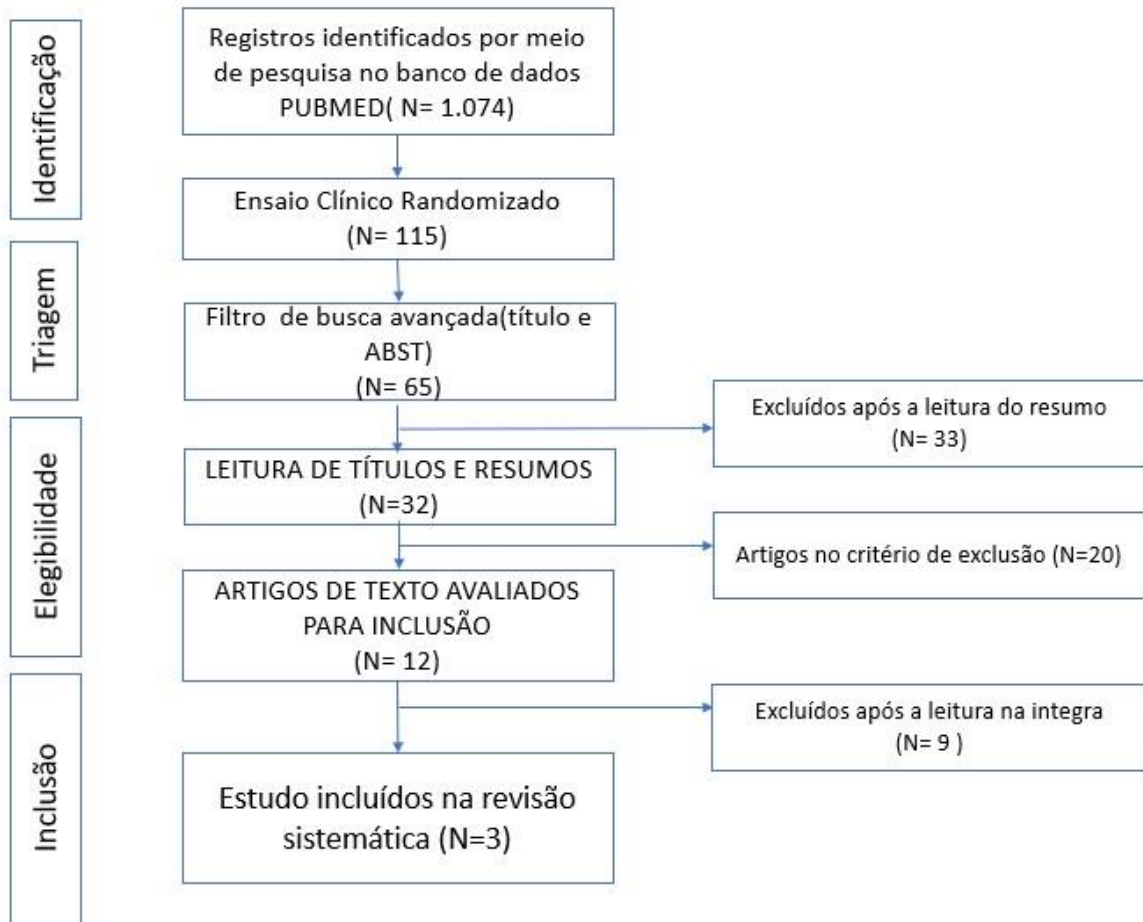 Identificação
Registros identificados por meio
de pesquisa no banco de dados
PUBMED( N= 1.074)
Ensaio Clínico Randomizado
(N= 115)
Triagem
Filtro de busca avançada(título e
ABST)
(N= 65)
Excluídos após a leitura do resumo
(N= 33)
Elegibilidade
LEITURA DE TÍTULOS E RESUMOS
(N=32)
Artigos no critério de exclusão (N=20)
ARTIGOS DE TEXTO AVALIADOS
PARA INCLUSÃO
(N= 12)
Excluídos após a leitura na integra
(N= 9 )
Inclusão
Estudo incluídos na revisão
sistemática (N=3)